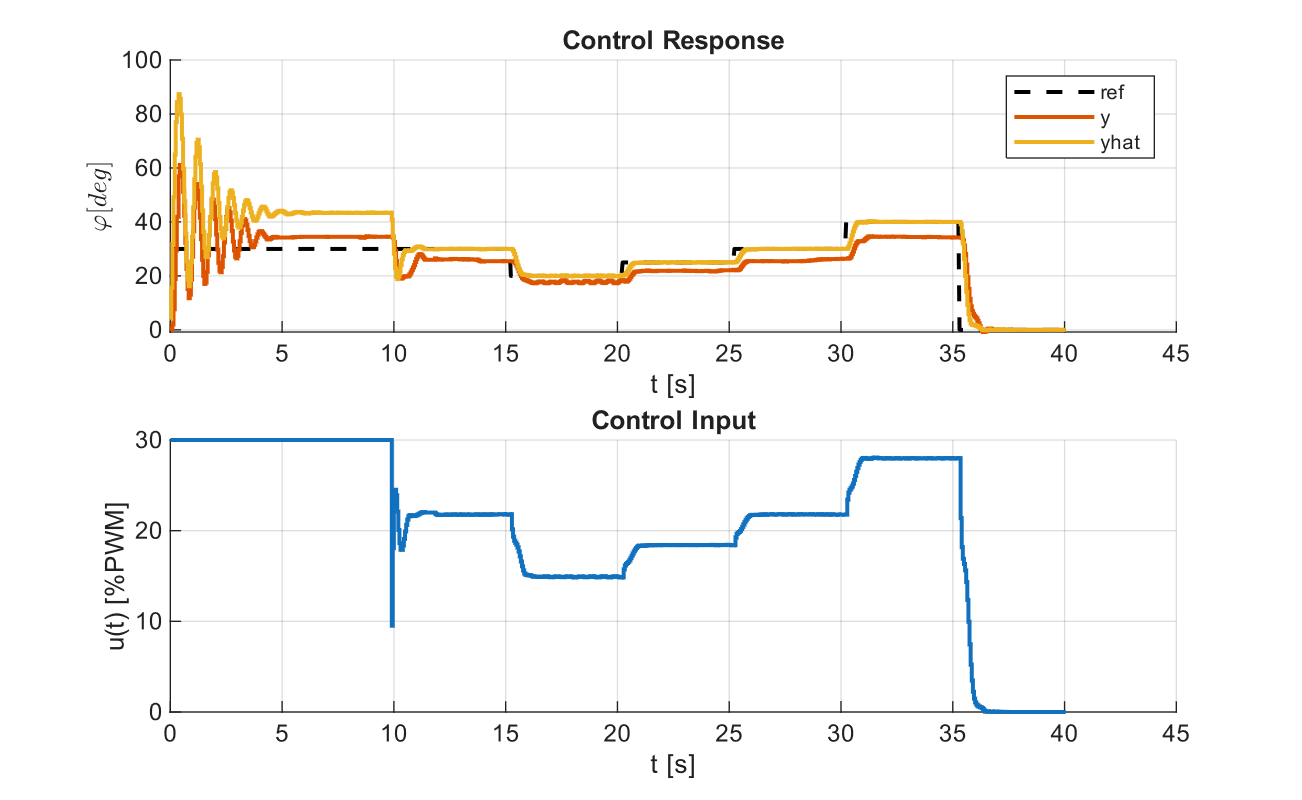 Control Response
100
80
60
40
20
0
φ[deg]
ref
y
yhat
0 5 10 15 20 25 30 35 40 45
t [s]
Control Input
30
20
10
0
u(t) [%PWM]
0 5 10 15 20 25 30 35 40 45
t [s]